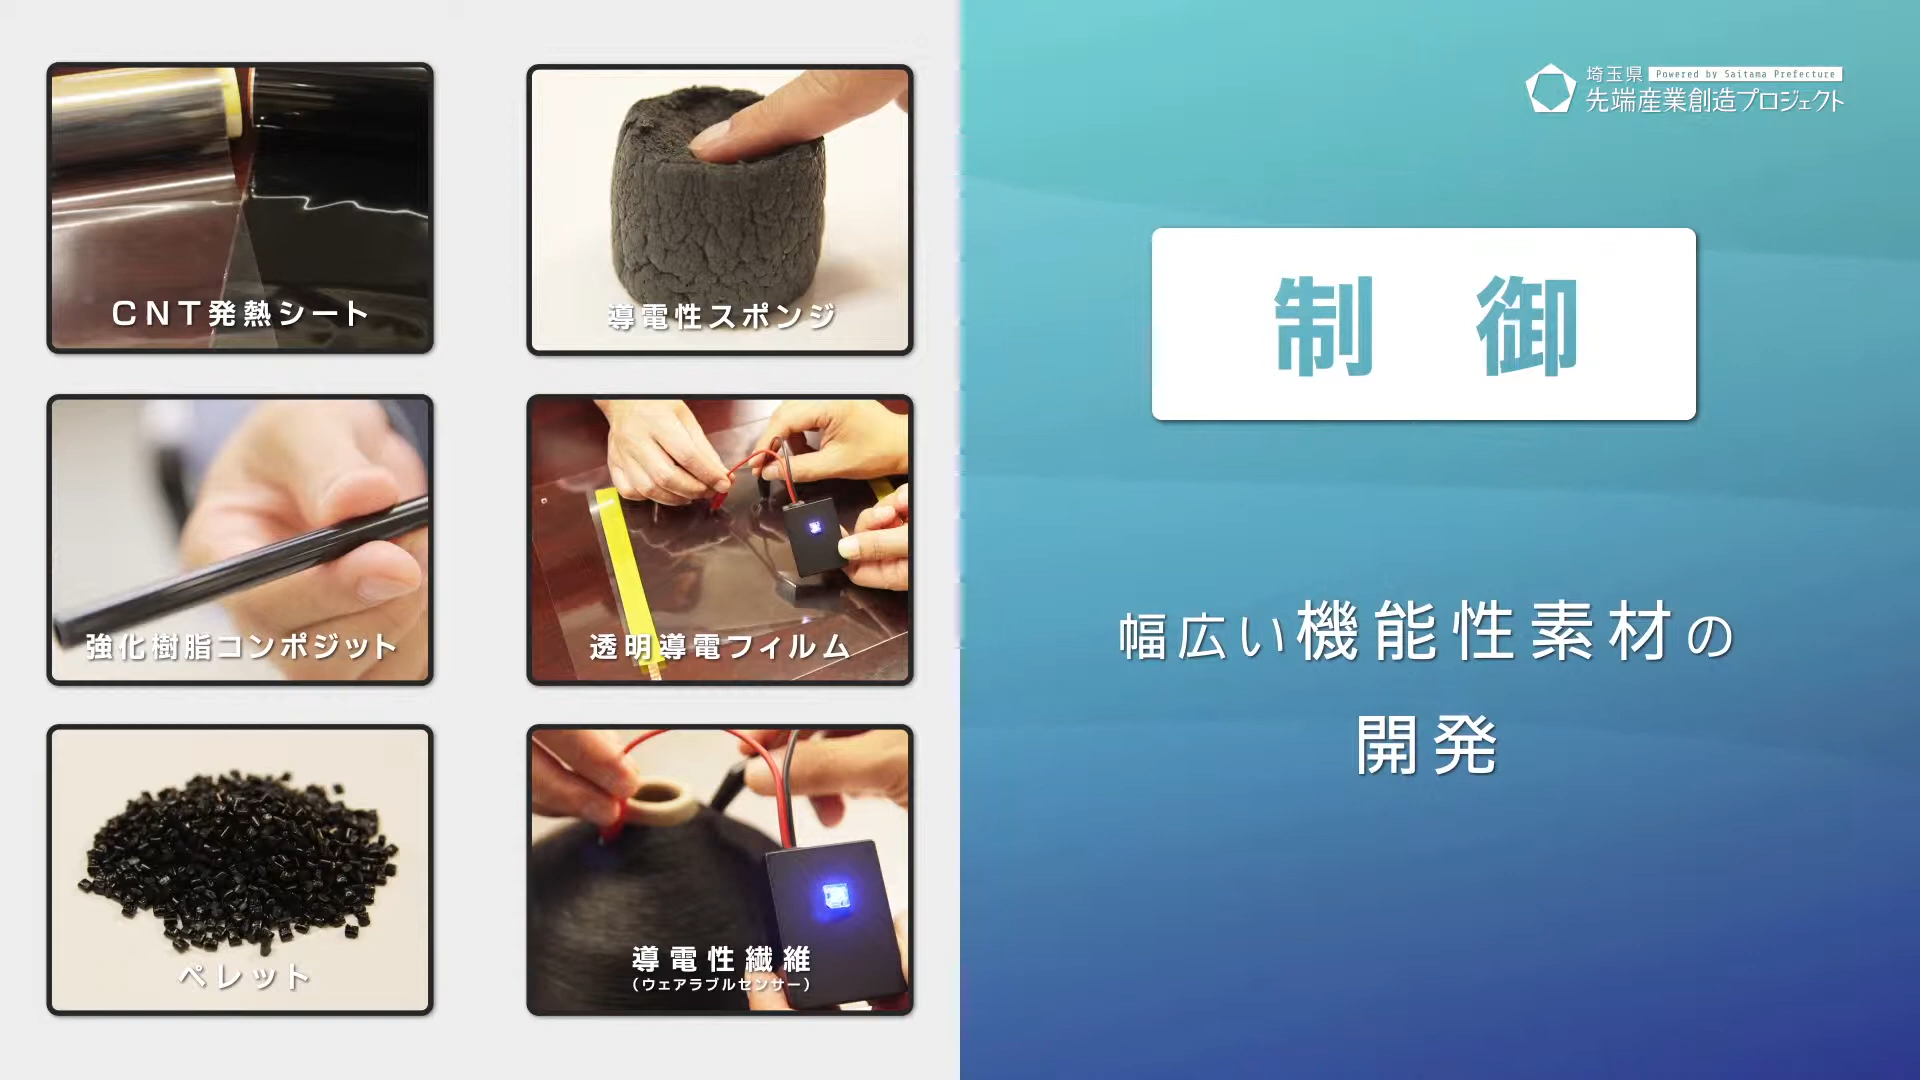 CNT発熱シート
導電性スポンジ
強化樹脂コンポジット
透明導電フィルム
ペレット
導電性繊維
(ウェアラブルセンサー)
埼玉県 Powered by Saitama Prefecture
先端産業創造プロジェクト
制御
幅広い機能性素材の
開発